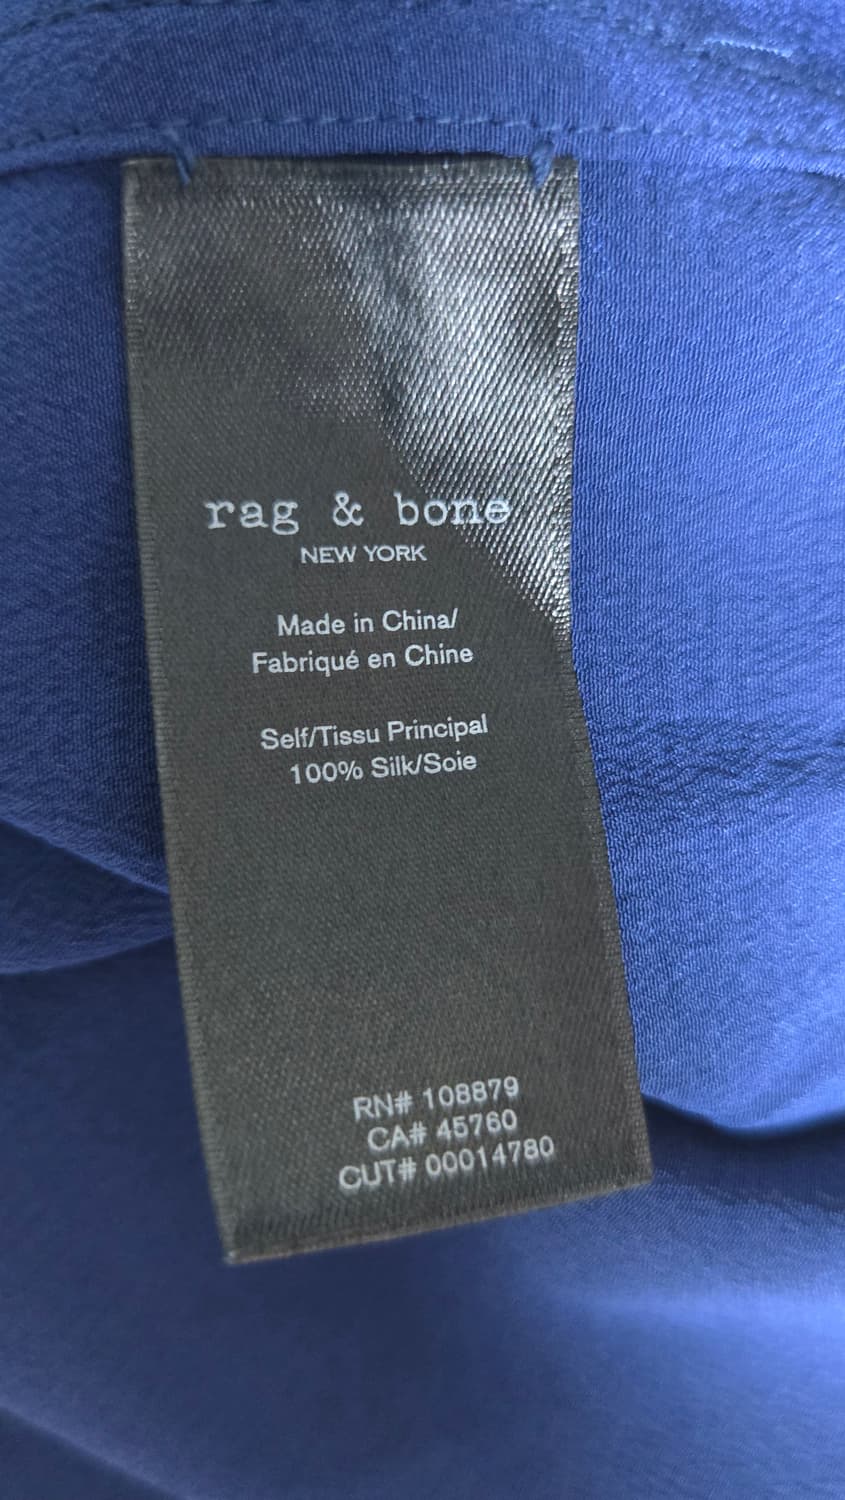 rag & bone
NEW YORK
Made in China/
Fabriqué en Chine
Self/Tissu Principal
100% Silk/Soie
RN# 108879
CA# 45760
CUT# 00014780